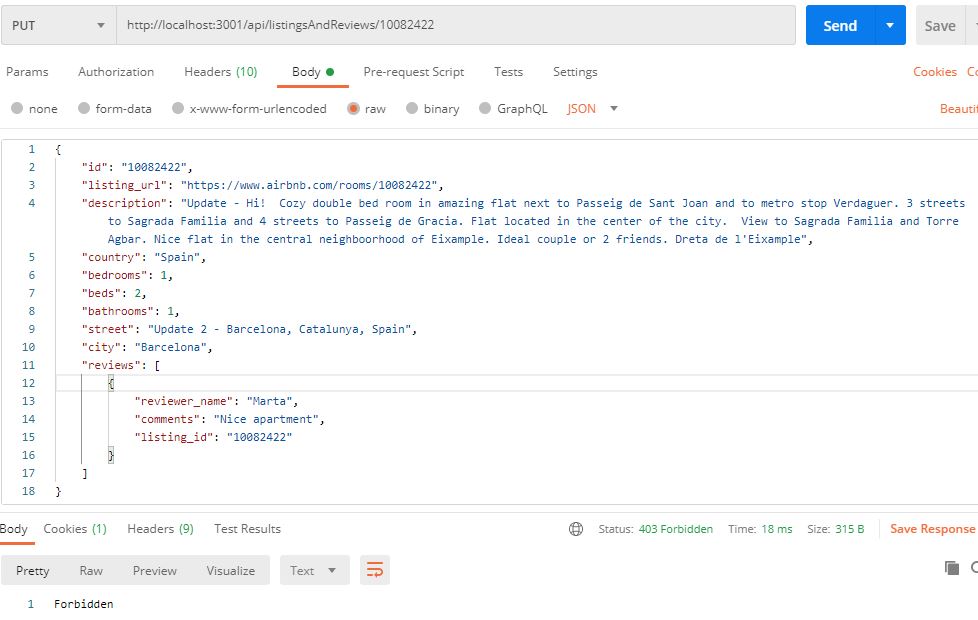 PUT http://localhost:3001/api/listingsAndReviews/10082422 Send Save
Params Authorization Headers (10) Body Pre-request Script Tests Settings Cookies
none form-data x-www-form-urlencoded raw binary GraphQL JSON
1 {
2 "id": "10082422",
3 "listing_url": "https://www.airbnb.com/rooms/10082422",
4 "description": "Update - Hi!  Cozy double bed room in amazing flat next to Passeig de Sant Joan and to metro stop Verdaguer. 3 streets
to Sagrada Familia and 4 streets to Passeig de Gracia. Flat located in the center of the city.  View to Sagrada Familia and Torre
Agbar. Nice flat in the central neighboorhood of Eixample. Ideal couple or 2 friends. Dreta de l'Eixample",
5 "country": "Spain",
6 "bedrooms": 1,
7 "beds": 2,
8 "bathrooms": 1,
9 "street": "Update 2 - Barcelona, Catalunya, Spain",
10 "city": "Barcelona",
11 "reviews": [
12 {
13 "reviewer_name": "Marta",
14 "comments": "Nice apartment",
15 "listing_id": "10082422"
16 }
17 ]
18 }
Body Cookies (1) Headers (9) Test Results Status: 403 Forbidden Time: 18 ms Size: 315 B Save Response
Pretty Raw Preview Visualize Text
1 Forbidden